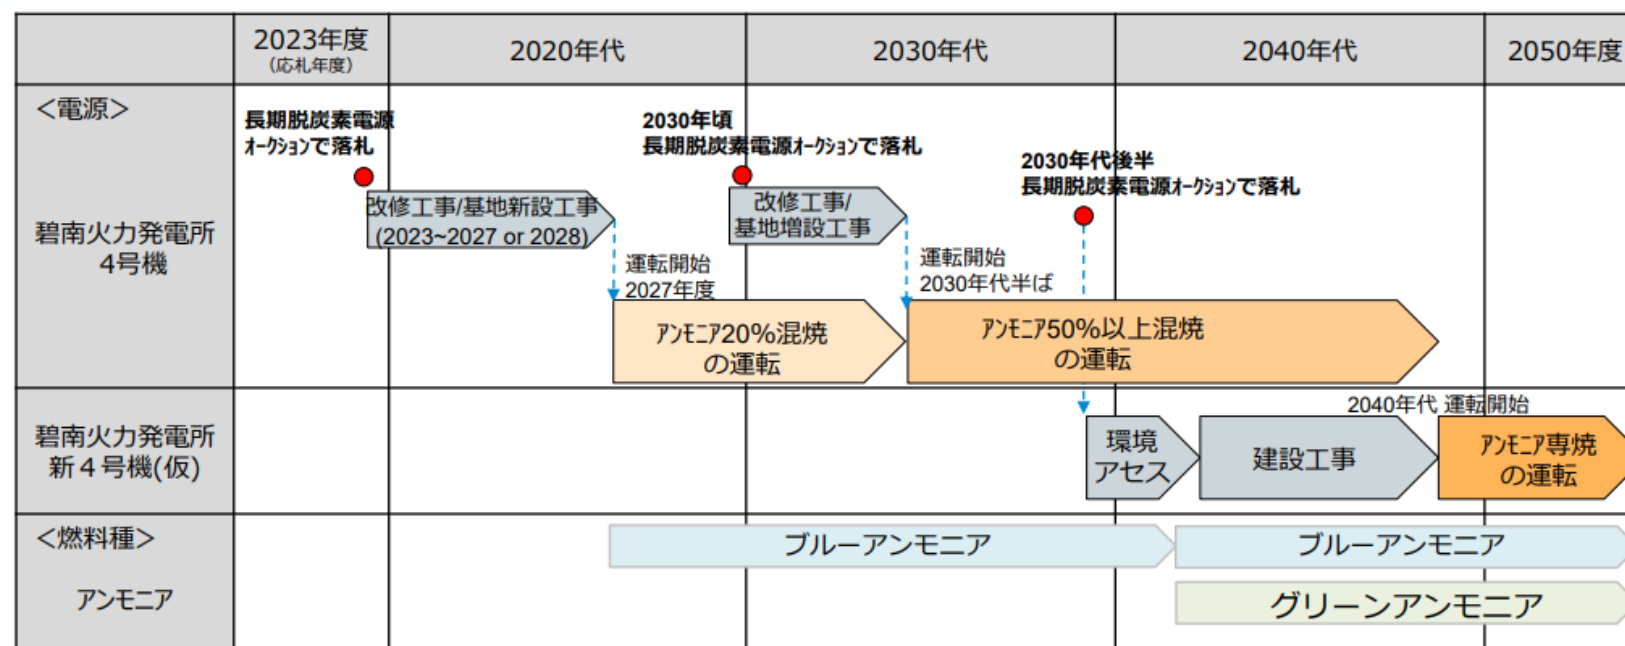 2023年度
（応札年度）
2020年代
2030年代
2040年代
2050年度
＜電源＞
碧南火力発電所
4号機
長期脱炭素電源
ｵｰｸｼｮﾝで落札
改修工事/基地新設工事
(2023~2027 or 2028)
運転開始
2027年度
ｱﾝﾓﾆｱ20%混焼
の運転
2030年頃
長期脱炭素電源ｵｰｸｼｮﾝで落札
改修工事/
基地増設工事
運転開始
2030年代半ば
ｱﾝﾓﾆｱ50%以上混焼
の運転
2030年代後半
長期脱炭素電源ｵｰｸｼｮﾝで落札
碧南火力発電所
新４号機(仮)
環境
アセス
建設工事
2040年代 運転開始
ｱﾝﾓﾆｱ専焼
の運転
＜燃料種＞
アンモニア
ブルーアンモニア
ブルーアンモニア
グリーンアンモニア